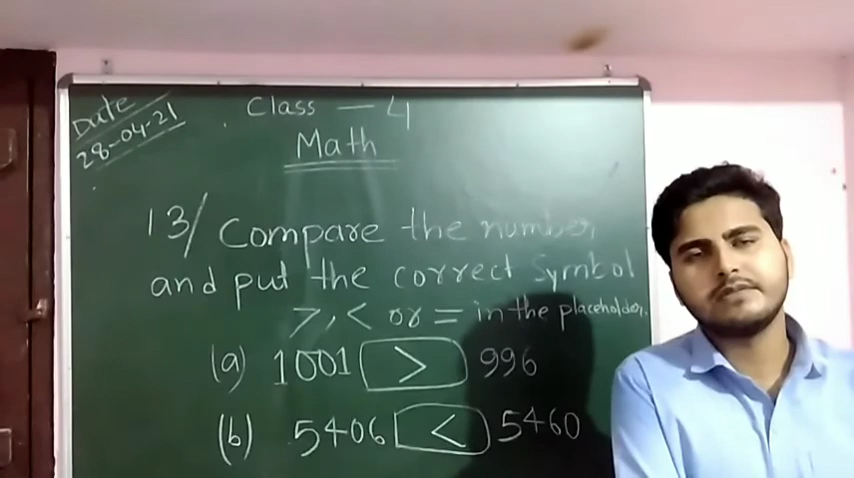 Date
28-04-21
Class — 4
Math
13/ Compare the number,
and put the correct Symbol
>, < or = in the placeholder.
(a) 1001 > 996
(b) 5406 < 5460